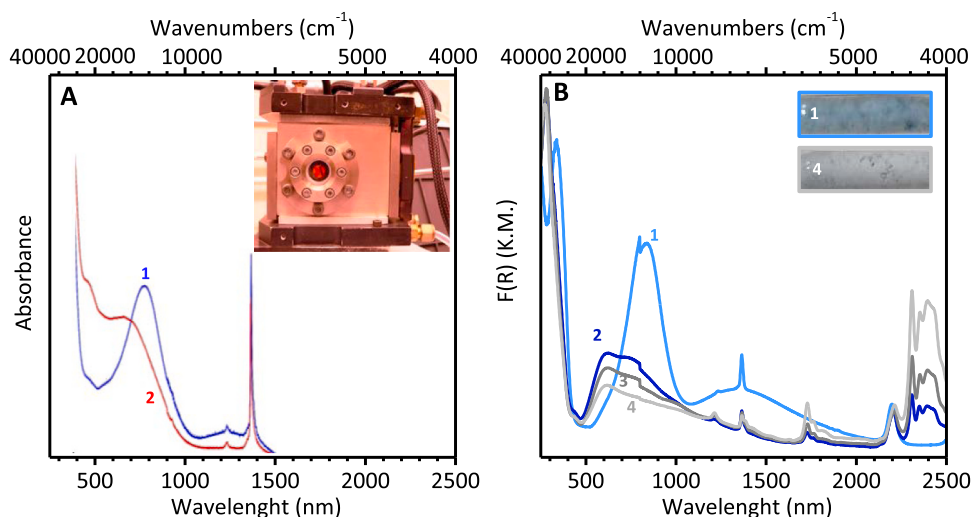 Wavenumbers (cm-1)
40000 20000 10000 5000 4000
A
1
2
Absorbance
500 1000 1500 2000 2500
Wavelenght (nm)
Wavenumbers (cm-1)
40000 20000 10000 5000 4000
B
1
4
1
2
3
4
F(R) (K.M.)
500 1000 1500 2000 2500
Wavelenght (nm)